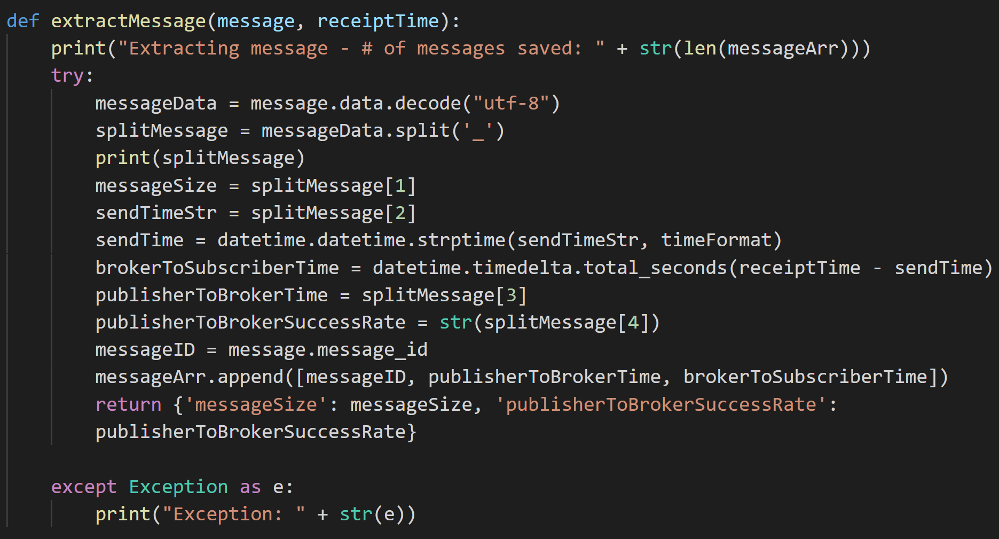 def extractMessage(message, receiptTime):
    print("Extracting message - # of messages saved: " + str(len(messageArr)))
    try:
        messageData = message.data.decode("utf-8")
        splitMessage = messageData.split('_')
        print(splitMessage)
        messageSize = splitMessage[1]
        sendTimeStr = splitMessage[2]
        sendTime = datetime.datetime.strptime(sendTimeStr, timeFormat)
        brokerToSubscriberTime = datetime.timedelta.total_seconds(receiptTime - sendTime)
        publisherToBrokerTime = splitMessage[3]
        publisherToBrokerSuccessRate = str(splitMessage[4])
        messageID = message.message_id
        messageArr.append([messageID, publisherToBrokerTime, brokerToSubscriberTime])
        return {'messageSize': messageSize, 'publisherToBrokerSuccessRate':
        publisherToBrokerSuccessRate}

    except Exception as e:
        print("Exception: " + str(e))